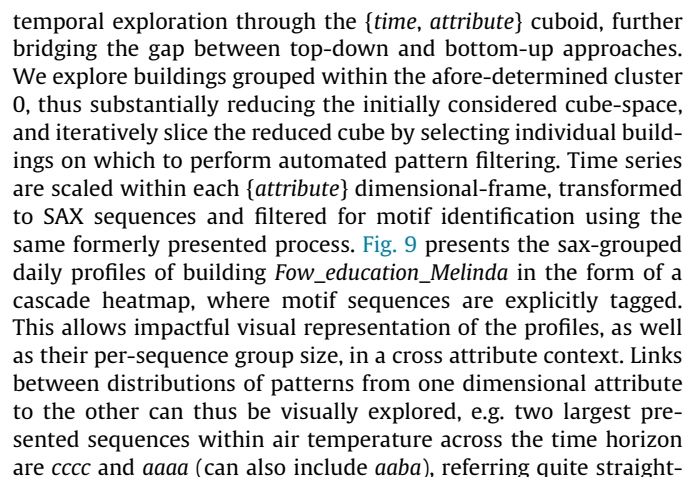 temporal exploration through the {time, attribute} cuboid, further
bridging the gap between top-down and bottom-up approaches.
We explore buildings grouped within the afore-determined cluster
0, thus substantially reducing the initially considered cube-space,
and iteratively slice the reduced cube by selecting individual build-
ings on which to perform automated pattern filtering. Time series
are scaled within each {attribute} dimensional-frame, transformed
to SAX sequences and filtered for motif identification using the
same formerly presented process. Fig. 9 presents the sax-grouped
daily profiles of building Fow_education_Melinda in the form of a
cascade heatmap, where motif sequences are explicitly tagged.
This allows impactful visual representation of the profiles, as well
as their per-sequence group size, in a cross attribute context. Links
between distributions of patterns from one dimensional attribute
to the other can thus be visually explored, e.g. two largest pre-
sented sequences within air temperature across the time horizon
are cccc and aaaa (can also include aaba), referring quite straight-